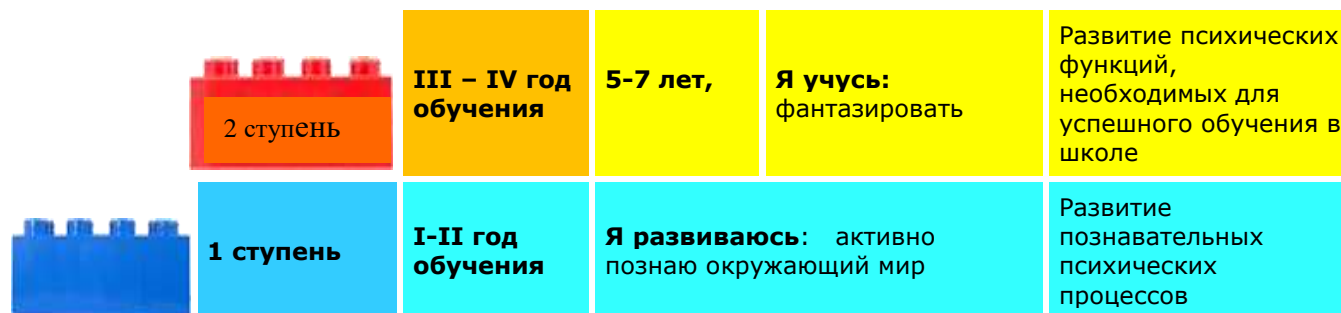 2 ступень
III – IV год
обучения
5-7 лет,
Я учусь:
фантазировать
Развитие психических
функций,
необходимых для
успешного обучения в
школе
1 ступень
I-II год
обучения
Я развиваюсь: активно
познаю окружающий мир
Развитие
познавательных
психических
процессов